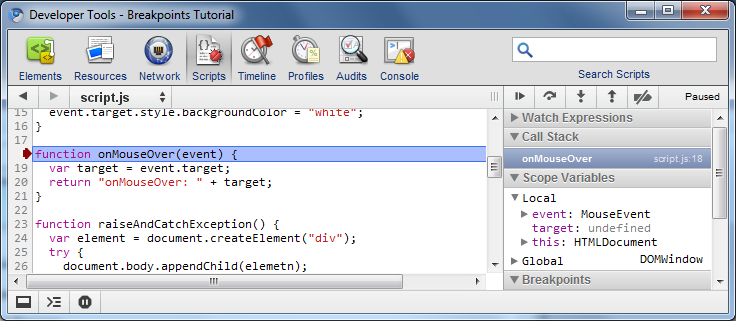 Developer Tools - Breakpoints Tutorial
Elements Resources Network Scripts Timeline Profiles Audits Console
Search Scripts
script.js
Paused
15 event.target.style.backgroundColor = "white";
16 }
17
function onMouseOver(event) {
19 var target = event.target;
20 return "onMouseOver: " + target;
21 }
22
23 function raiseAndCatchException() {
24 var element = document.createElement("div");
25 try {
26 document.body.appendChild(elemetn);
Watch Expressions
Call Stack
onMouseOver script.js:18
Scope Variables
Local
event: MouseEvent
target: undefined
this: HTMLDocument
Global DOMWindow
Breakpoints